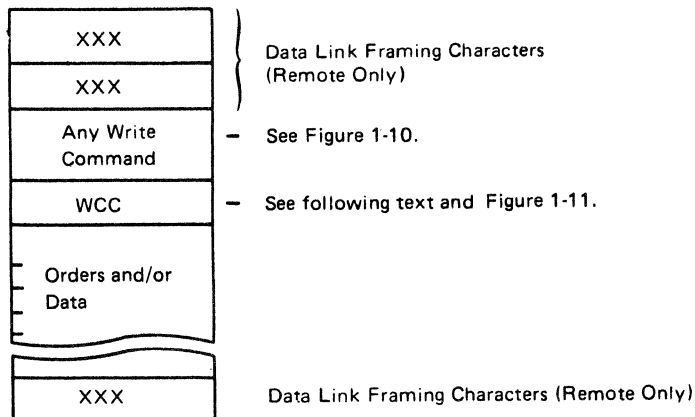 XXX
Data Link Framing Characters
(Remote Only)
XXX
Any Write
Command
– See Figure 1-10.
WCC
– See following text and Figure 1-11.
Orders and/or
Data
XXX
Data Link Framing Characters (Remote Only)